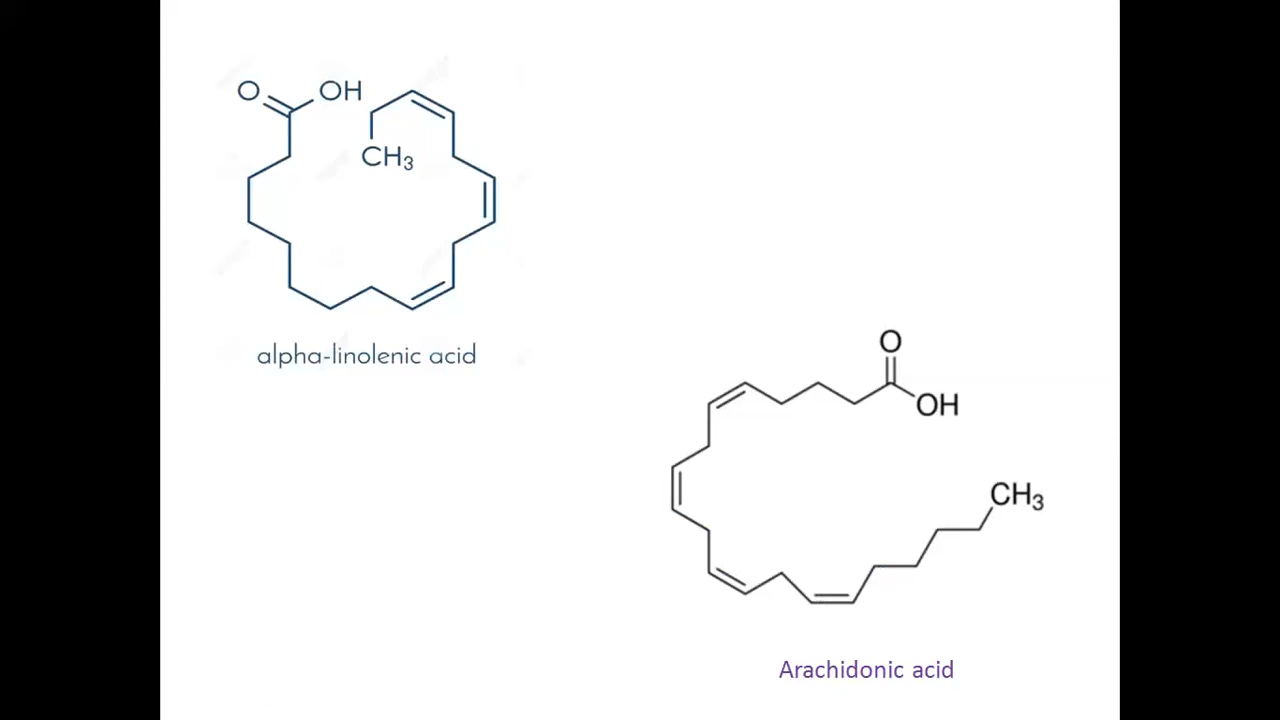 O OH
CH3
alpha-linolenic acid
O
OH
CH3
Arachidonic acid